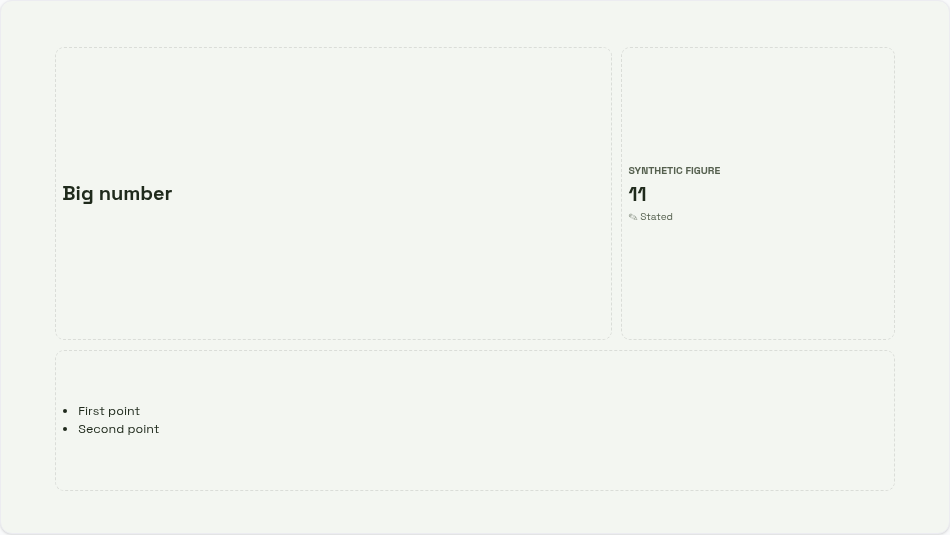 Big number
SYNTHETIC FIGURE
11
✎ Stated
• First point
• Second point